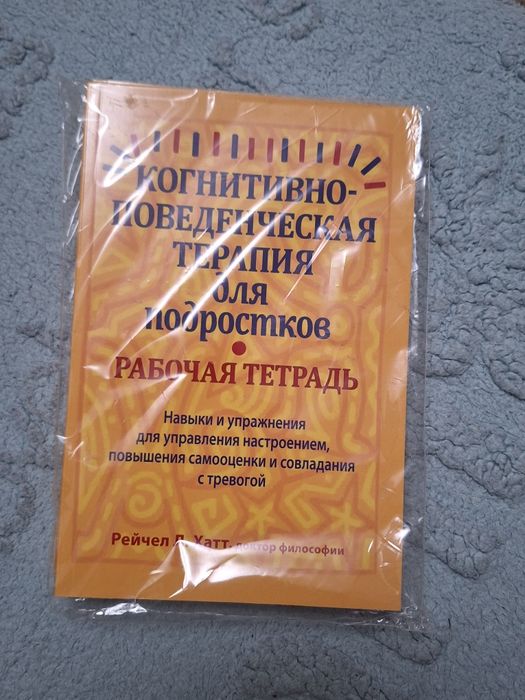 КОГНИТИВНО-
ПОВЕДЕНЧЕСКАЯ
ТЕРАПИЯ
для
подростков
РАБОЧАЯ ТЕТРАДЬ
Навыки и упражнения
для управления настроением,
повышения самооценки и совладания
с тревогой
Рейчел Л. Хатт, доктор философии